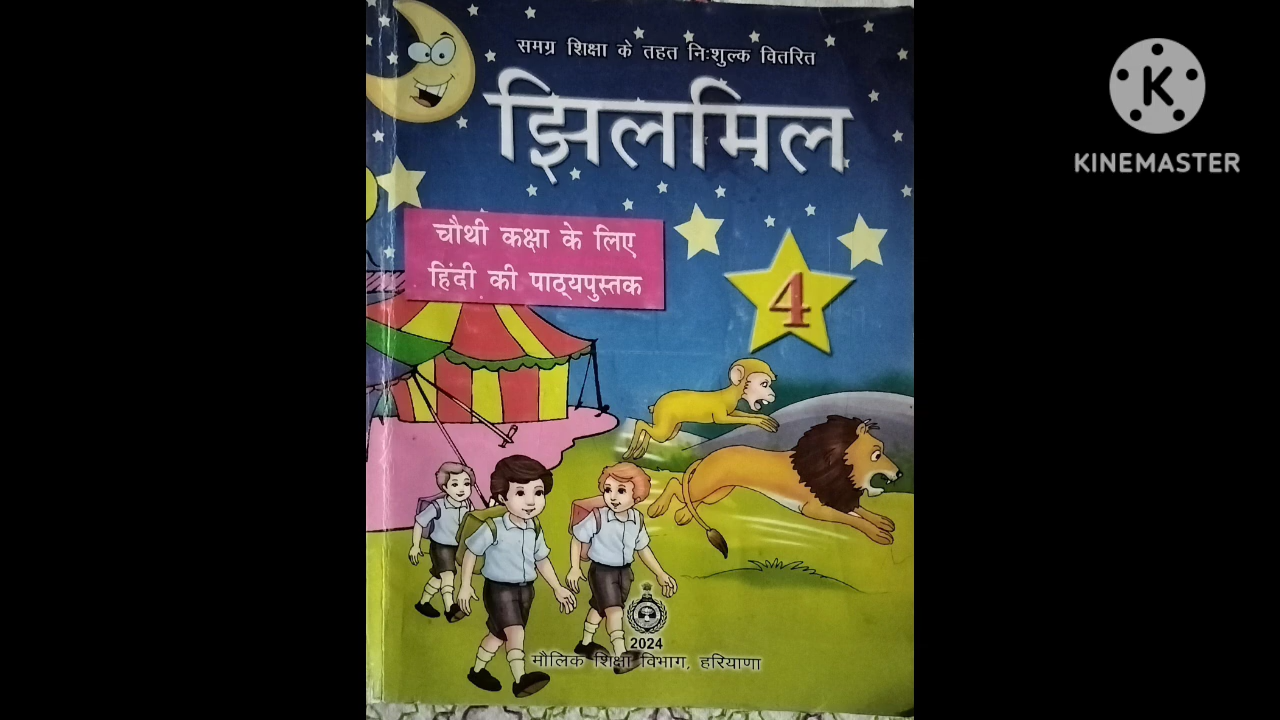 समग्र शिक्षा के तहत निःशुल्क वितरित
झिलमिल
चौथी कक्षा के लिए
हिंदी की पाठ्यपुस्तक
4
2024
मौलिक शिक्षा विभाग, हरियाणा
K
KINEMASTER